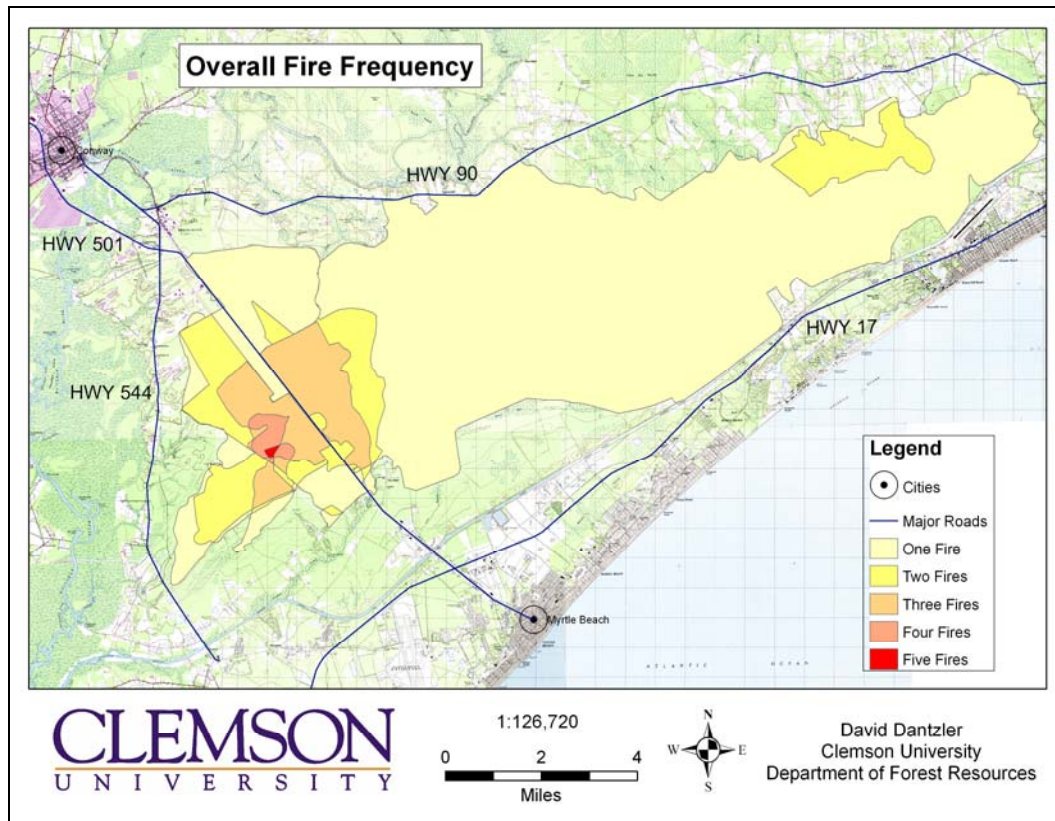 Overall Fire Frequency
Conway
HWY 90
HWY 501
HWY 17
HWY 544
Legend
Cities
Major Roads
One Fire
Two Fires
Three Fires
Four Fires
Five Fires
Myrtle Beach
ATLANTIC OCEAN
CLEMSON
UNIVERSITY
1:126,720
0 2 4
Miles
N
W E
S
David Dantzler
Clemson University
Department of Forest Resources